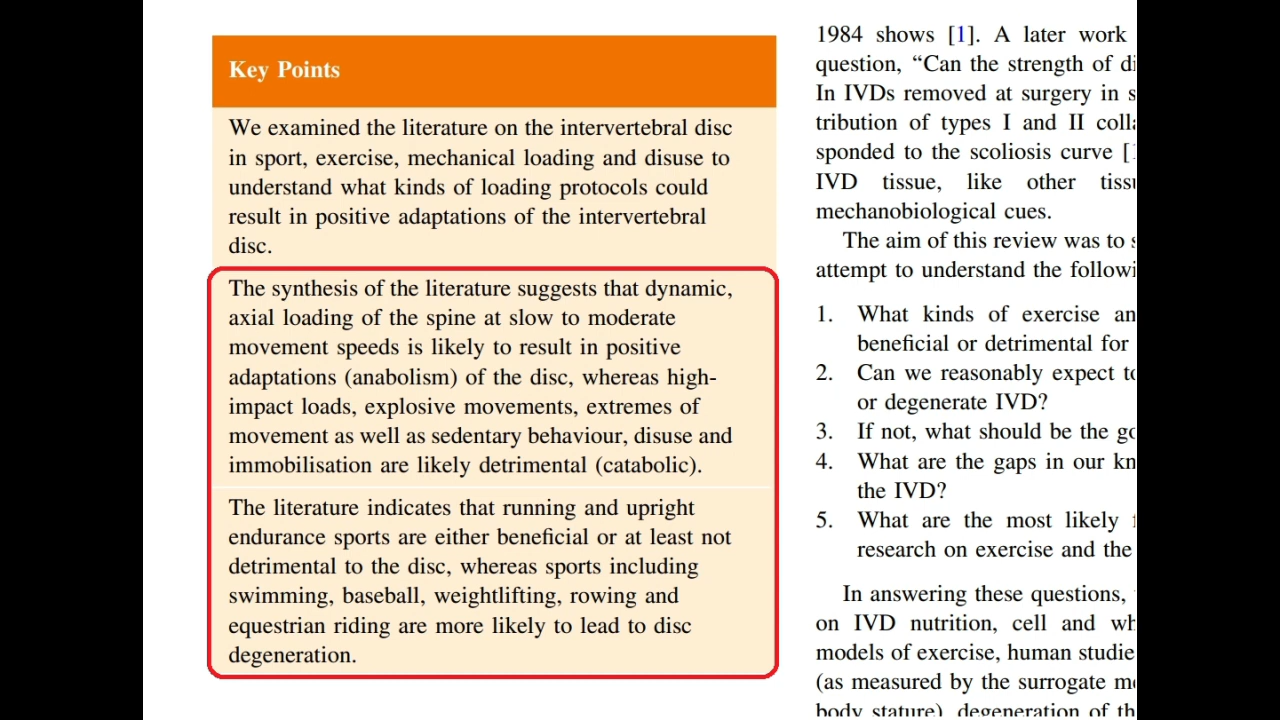 Key Points
We examined the literature on the intervertebral disc
in sport, exercise, mechanical loading and disuse to
understand what kinds of loading protocols could
result in positive adaptations of the intervertebral
disc.
The synthesis of the literature suggests that dynamic,
axial loading of the spine at slow to moderate
movement speeds is likely to result in positive
adaptations (anabolism) of the disc, whereas high-
impact loads, explosive movements, extremes of
movement as well as sedentary behaviour, disuse and
immobilisation are likely detrimental (catabolic).
The literature indicates that running and upright
endurance sports are either beneficial or at least not
detrimental to the disc, whereas sports including
swimming, baseball, weightlifting, rowing and
equestrian riding are more likely to lead to disc
degeneration.
1984 shows [1]. A later work
question, “Can the strength of
In IVDs removed at surgery in
tribution of types I and II
sponded to the scoliosis curve
IVD tissue, like other
mechanobiological cues.
The aim of this review was to
attempt to understand the
1. What kinds of exercise
beneficial or detrimental for
2. Can we reasonably expect
or degenerate IVD?
3. If not, what should be the
4. What are the gaps in our
the IVD?
5. What are the most likely
research on exercise and the
In answering these questions,
on IVD nutrition, cell and
models of exercise, human
(as measured by the surrogate
body stature), degeneration of